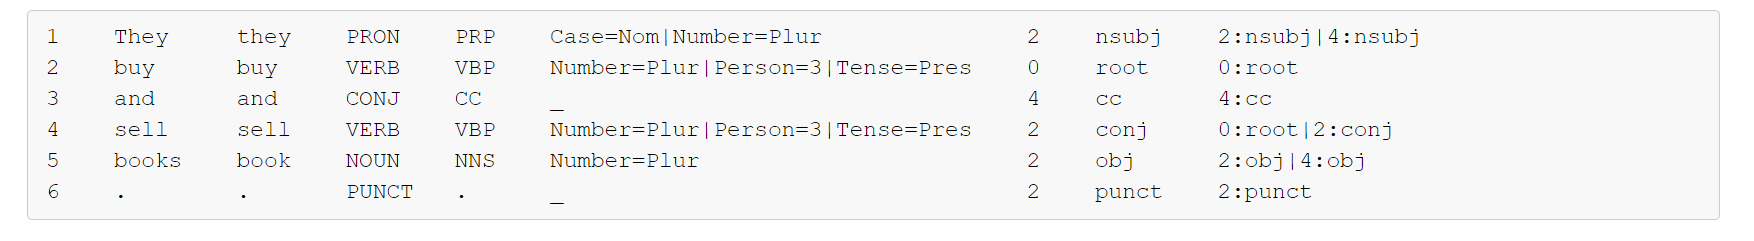 1 They they PRON PRP Case=Nom|Number=Plur 2 nsubj 2:nsubj|4:nsubj
2 buy buy VERB VBP Number=Plur|Person=3|Tense=Pres 0 root 0:root
3 and and CONJ CC _ 4 cc 4:cc
4 sell sell VERB VBP Number=Plur|Person=3|Tense=Pres 2 conj 0:root|2:conj
5 books book NOUN NNS Number=Plur 2 obj 2:obj|4:obj
6 . . PUNCT . _ 2 punct 2:punct